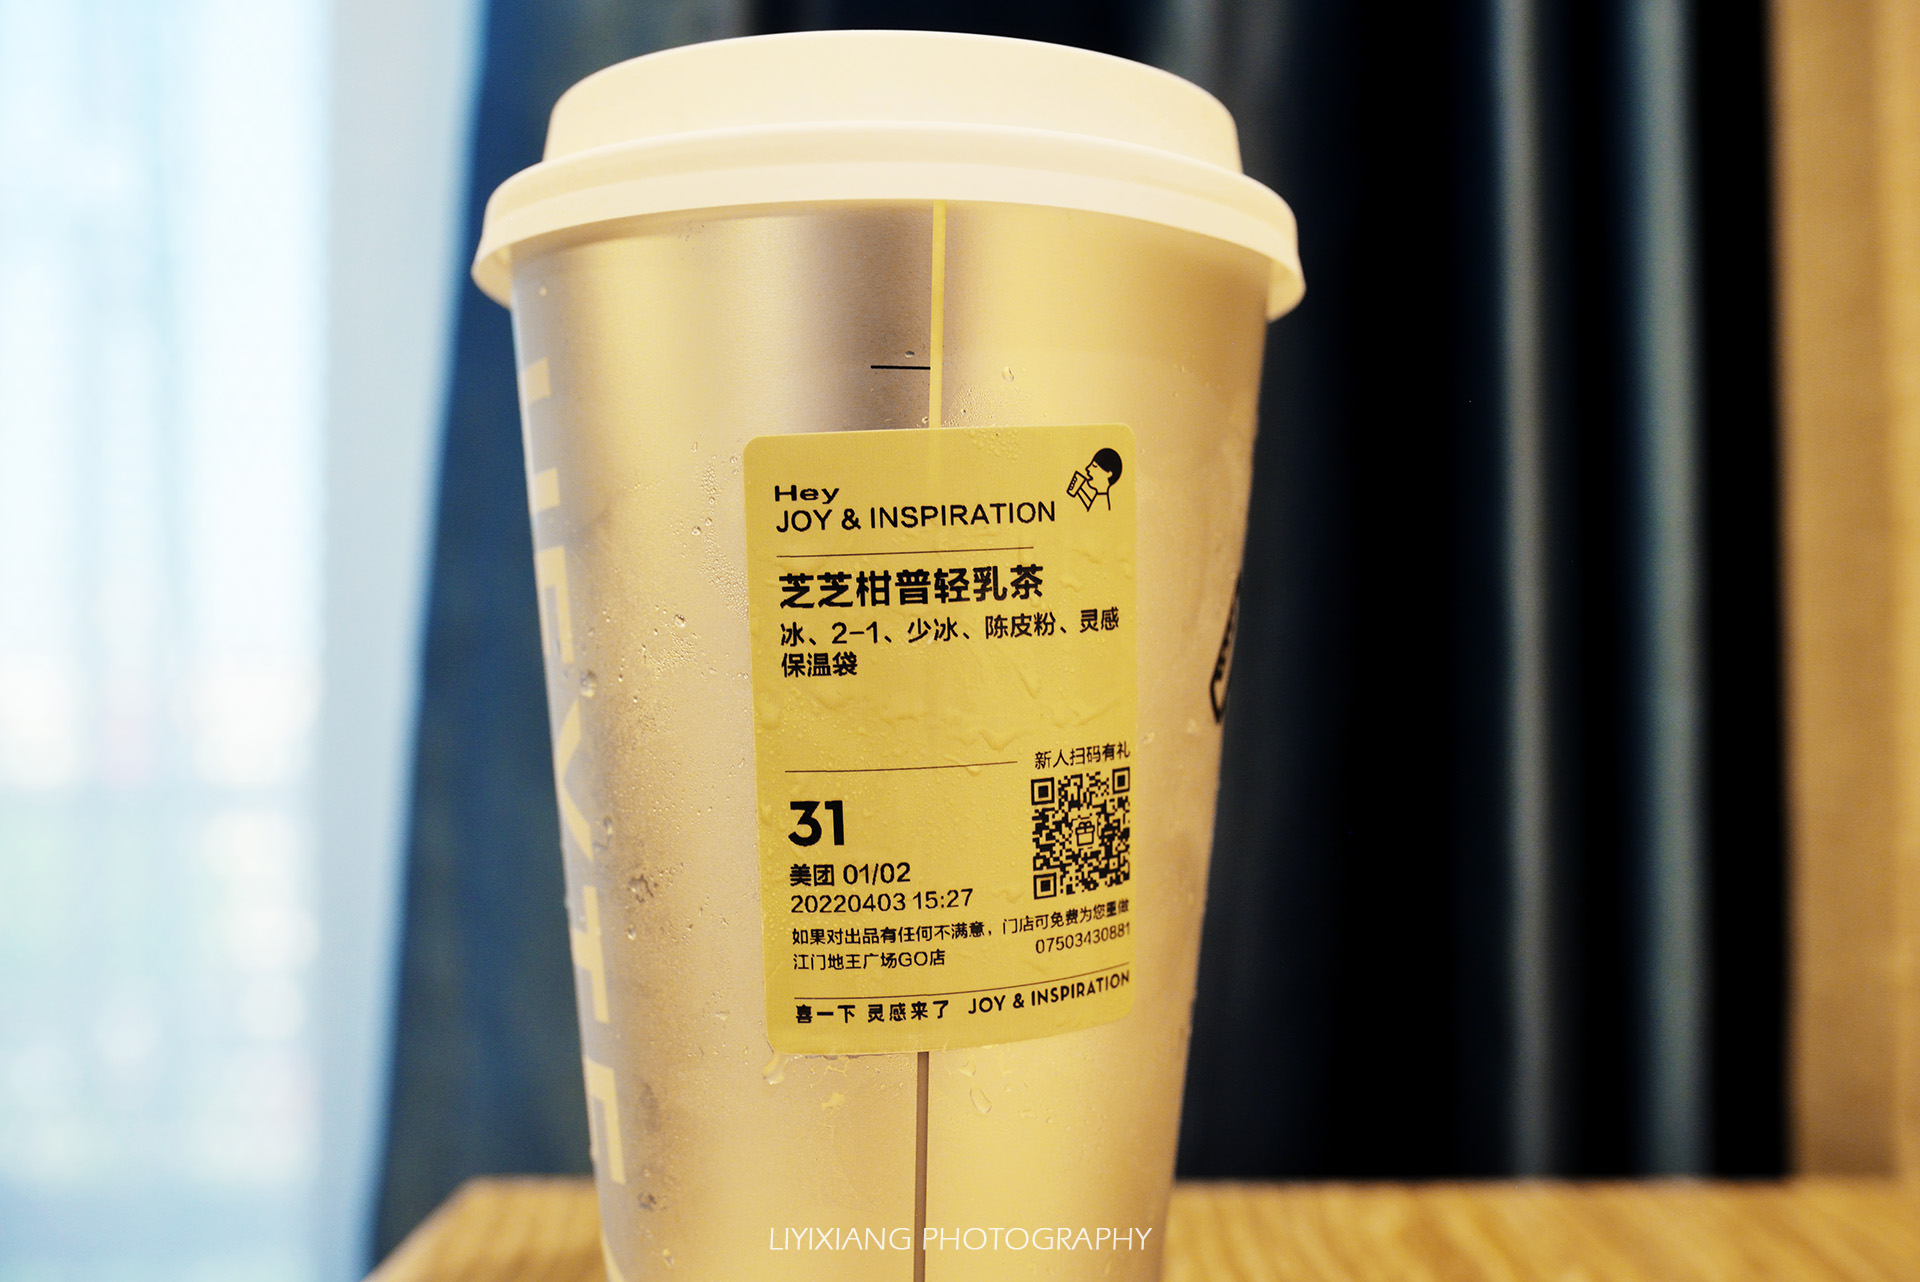 HEYTE
Hey
JOY & INSPIRATION
芝芝柑普轻乳茶
冰、2-1、少冰、陈皮粉、灵感
保温袋
新人扫码有礼
31
美团 01/02
20220403 15:27
如果对出品有任何不满意，门店可免费为您重做
江门地王广场GO店 07503430881
喜一下 灵感来了 JOY & INSPIRATION
LIYIXIANG PHOTOGRAPHY